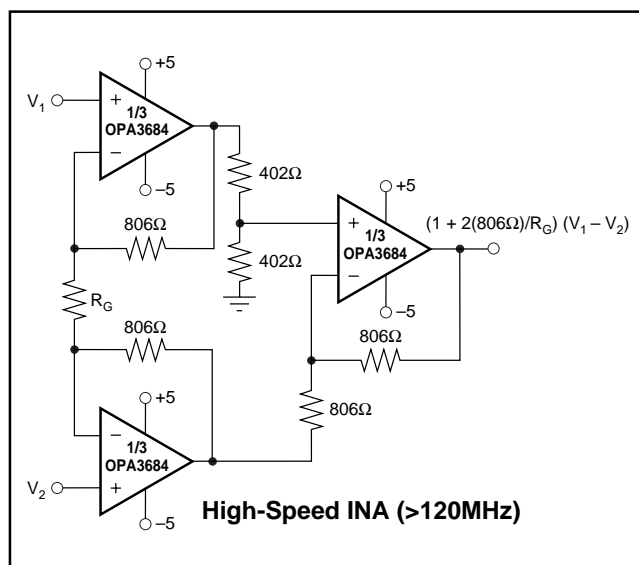 +5
V1
+
1/3
OPA3684
−
−5
402Ω
806Ω
402Ω
RG
806Ω
+5
+
1/3
OPA3684
−
−5
(1 + 2(806Ω)/RG) (V1 – V2)
806Ω
806Ω
+5
−
1/3
OPA3684
+
V2
−5
High-Speed INA (>120MHz)